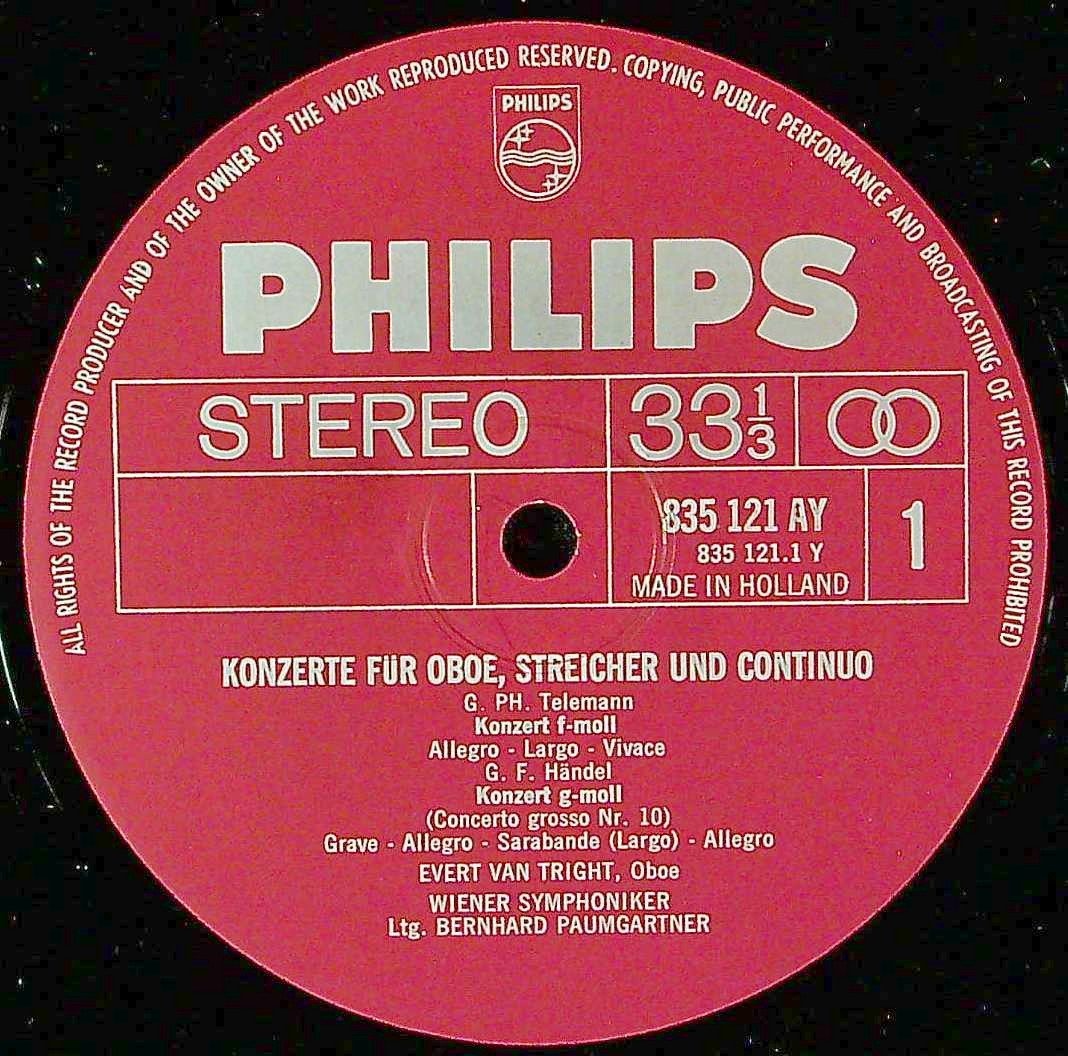 ALL RIGHTS OF THE RECORD PRODUCER AND OF THE OWNER OF THE WORK REPRODUCED RESERVED. COPYING, PUBLIC PERFORMANCE AND BROADCASTING OF THIS RECORD PROHIBITED
PHILIPS
PHILIPS
STEREO 33 1/3
835 121 AY
835 121.1 Y
MADE IN HOLLAND
1
KONZERTE FÜR OBOE, STREICHER UND CONTINUO
G. PH. Telemann
Konzert f-moll
Allegro - Largo - Vivace
G. F. Händel
Konzert g-moll
(Concerto grosso Nr. 10)
Grave - Allegro - Sarabande (Largo) - Allegro
EVERT VAN TRIGHT, Oboe
WIENER SYMPHONIKER
Ltg. BERNHARD PAUMGARTNER